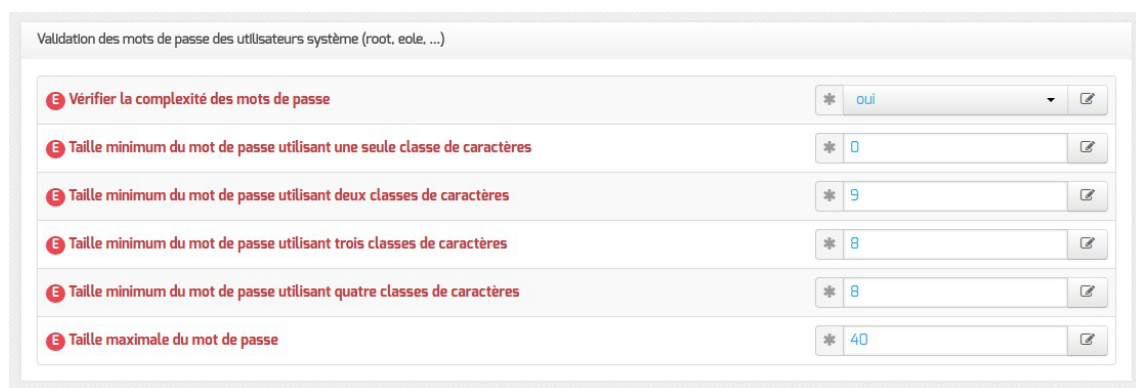 Validation des mots de passe des utilisateurs système (root, eole, ...)
E Vérifier la complexité des mots de passe * oui
E Taille minimum du mot de passe utilisant une seule classe de caractères * 0
E Taille minimum du mot de passe utilisant deux classes de caractères * 9
E Taille minimum du mot de passe utilisant trois classes de caractères * 8
E Taille minimum du mot de passe utilisant quatre classes de caractères * 8
E Taille maximale du mot de passe * 40